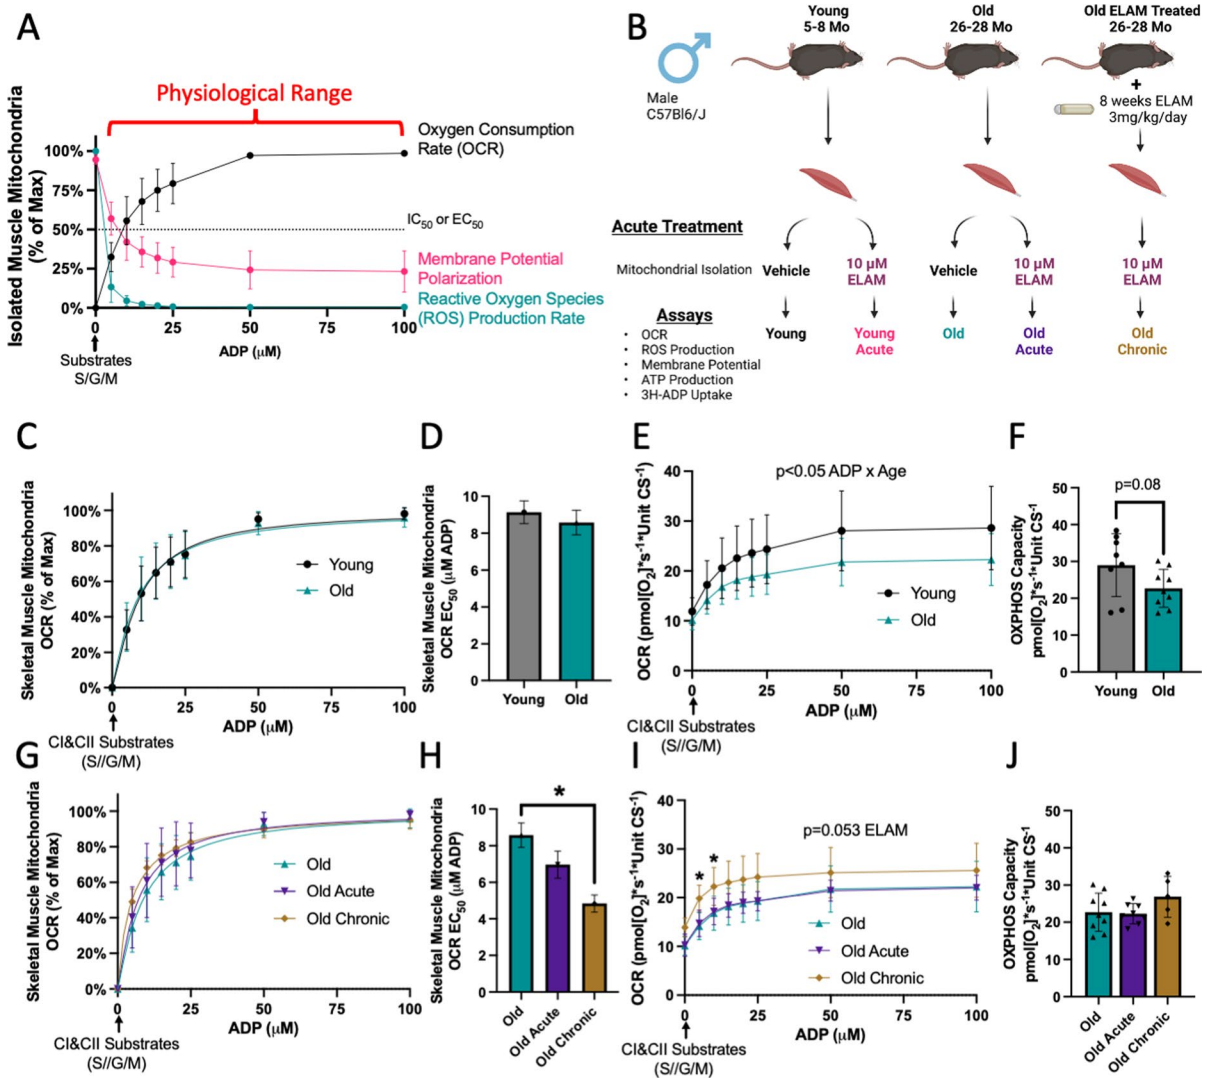 A
Physiological Range
Isolated Muscle Mitochondria
(% of Max)
100%
75%
50%
25%
0%
Oxygen Consumption
Rate (OCR)
IC50 or EC50
Membrane Potential
Polarization
Reactive Oxygen Species
(ROS) Production Rate
0
25
50
75
100
ADP (μM)
Substrates
S/G/M
B
Male
C57Bl6/J
Young
5-8 Mo
Old
26-28 Mo
Old ELAM Treated
26-28 Mo
+
8 weeks ELAM
3mg/kg/day
Acute Treatment
Mitochondrial Isolation
Vehicle
10 μM
ELAM
Vehicle
10 μM
ELAM
10 μM
ELAM
Assays
• OCR
• ROS Production
• Membrane Potential
• ATP Production
• 3H-ADP Uptake
Young
Young
Acute
Old
Old
Acute
Old
Chronic
C
Skeletal Muscle Mitochondria
OCR (% of Max)
100%
80%
60%
40%
20%
0%
Young
Old
0
25
50
75
100
ADP (μM)
CI&CII Substrates
(S//G/M)
D
Skeletal Muscle Mitochondria
OCR EC50 (μM ADP)
10
8
6
4
2
0
Young
Old
E
OCR (pmol[O2]*s-1*Unit CS-1)
40
30
20
10
0
p<0.05 ADP x Age
Young
Old
0
25
50
75
100
ADP (μM)
CI&CII Substrates
(S//G/M)
F
OXPHOS Capacity
pmol[O2]*s-1*Unit CS-1
50
40
30
20
10
0
p=0.08
Young
Old
G
Skeletal Muscle Mitochondria
OCR (% of Max)
100%
80%
60%
40%
20%
0%
Old
Old Acute
Old Chronic
0
25
50
75
100
ADP (μM)
CI&CII Substrates
(S//G/M)
H
Skeletal Muscle Mitochondria
OCR EC50 (μM ADP)
10
8
6
4
2
0
*
Old
Old Acute
Old Chronic
I
OCR (pmol[O2]*s-1*Unit CS-1)
40
30
20
10
0
p=0.053 ELAM
*
*
Old
Old Acute
Old Chronic
0
25
50
75
100
ADP (μM)
CI&CII Substrates
(S//G/M)
J
OXPHOS Capacity
pmol[O2]*s-1*Unit CS-1
50
40
30
20
10
0
Old
Old Acute
Old Chronic